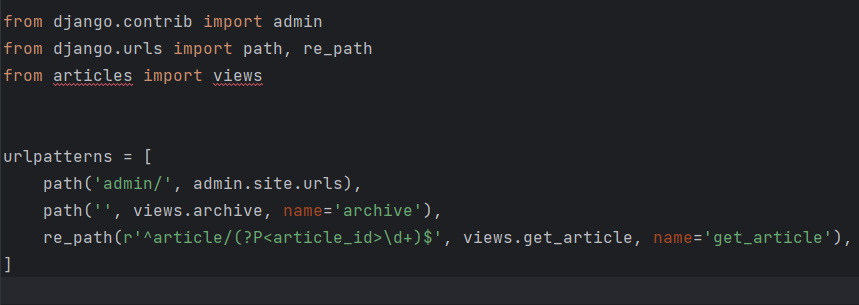 from django.contrib import admin
from django.urls import path, re_path
from articles import views
urlpatterns = [
    path('admin/', admin.site.urls),
    path('', views.archive, name='archive'),
    re_path(r'^article/(?P<article_id>\d+)$', views.get_article, name='get_article'),
]